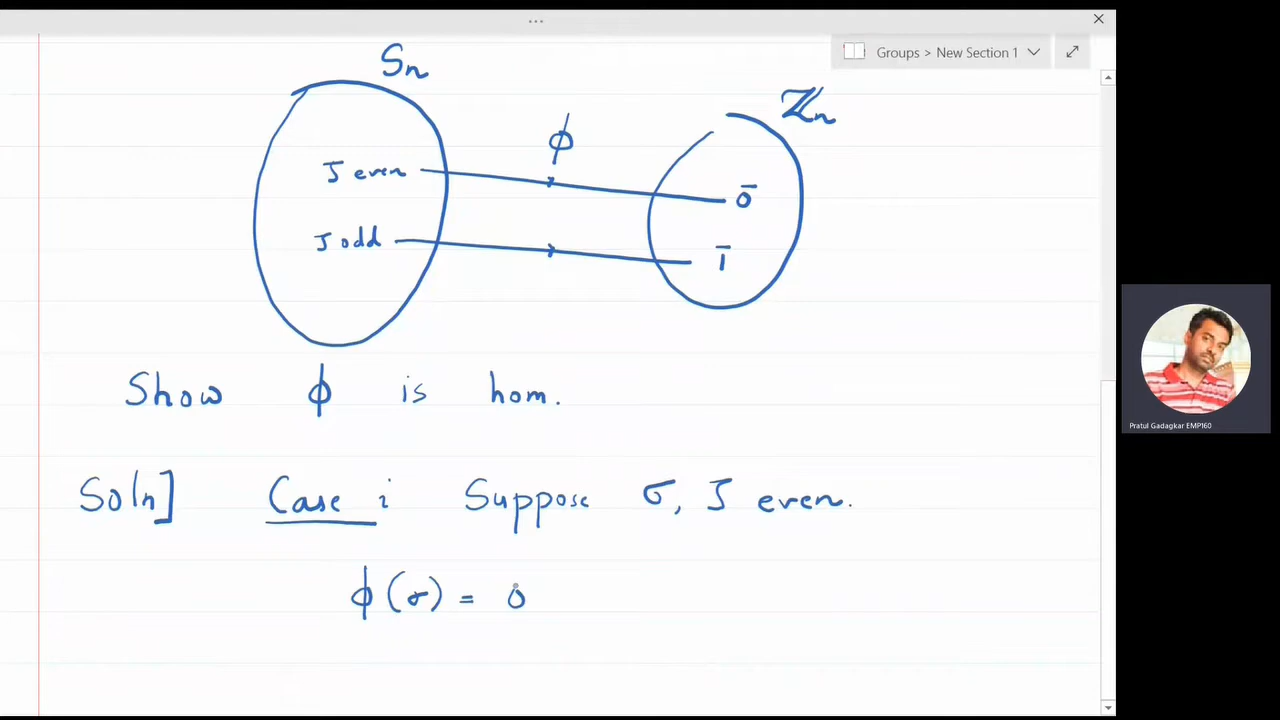 ...
Groups > New Section 1
Sₙ
ℤₙ
ϕ
J even
0̄
J odd
1̄
Show ϕ is hom.
Soln] Case i Suppose σ, J even.
ϕ(σ) = 0
Pratul Gadagkar EMP160